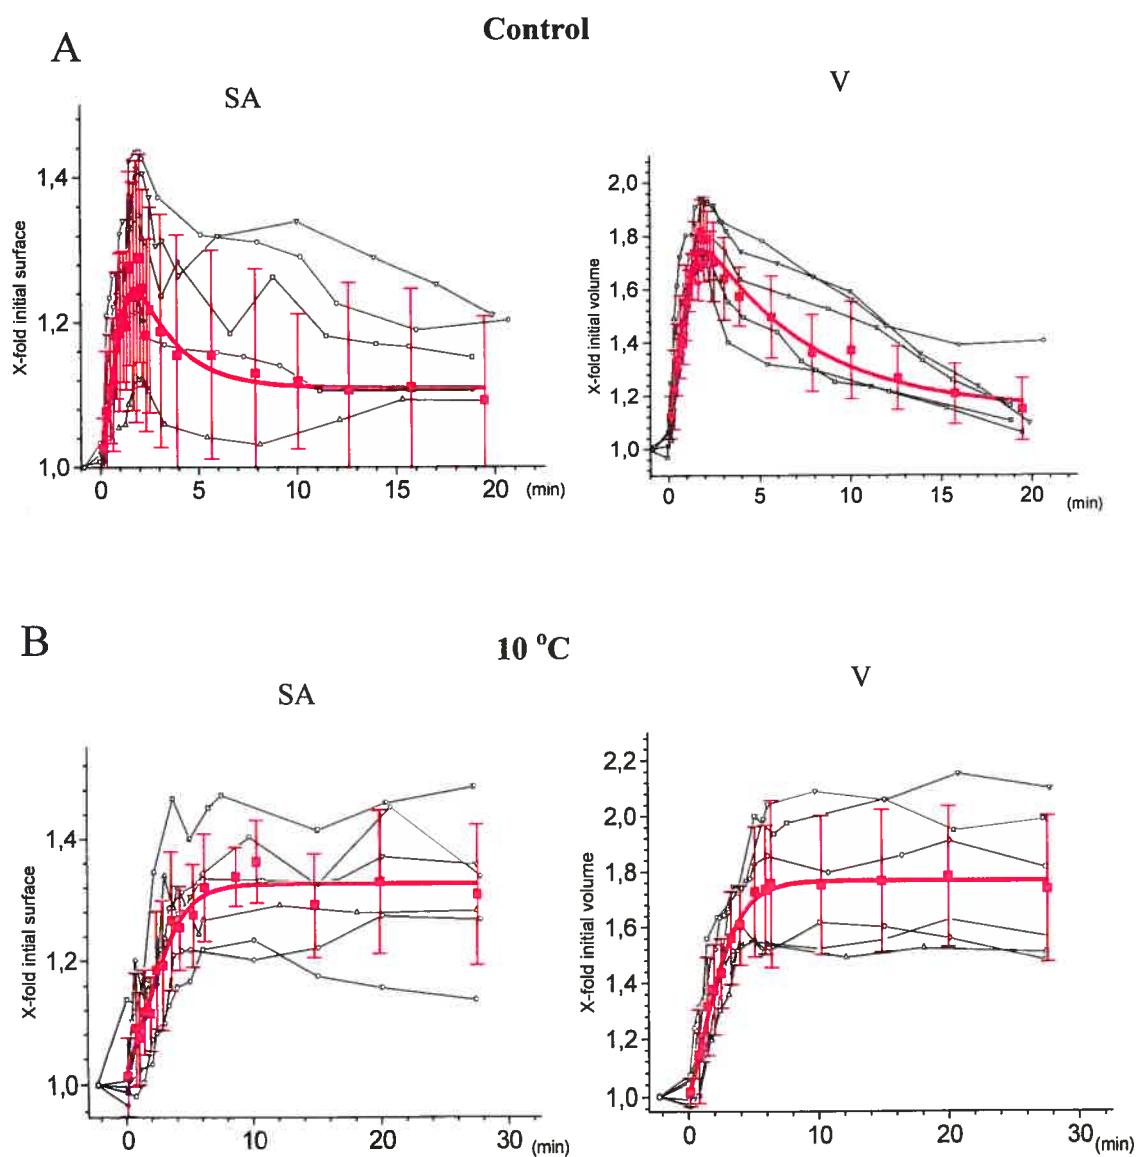 Control
A
SA
V
X-fold initial surface
1,4
1,2
1,0
0 5 10 15 20 (min)
X-fold initial volume
2,0
1,8
1,6
1,4
1,2
1,0
0 5 10 15 20 (min)
B
10 °C
SA
V
X-fold initial surface
1,4
1,2
1,0
0 10 20 30 (min)
X-fold initial volume
2,2
2,0
1,8
1,6
1,4
1,2
1,0
0 10 20 30 (min)